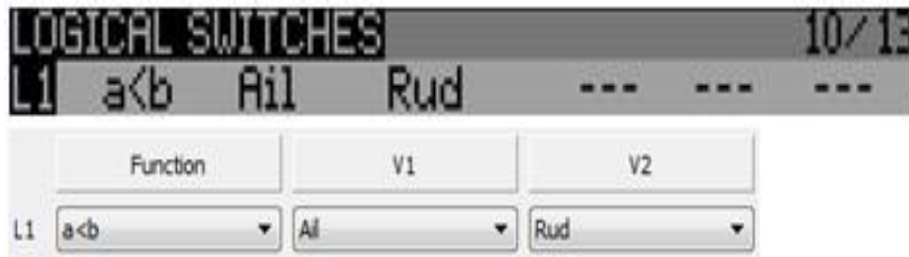 LOGICAL SWITCHES 10/13
L1 a<b Ail Rud --- --- ---
Function V1 V2
L1 a<b Ail Rud